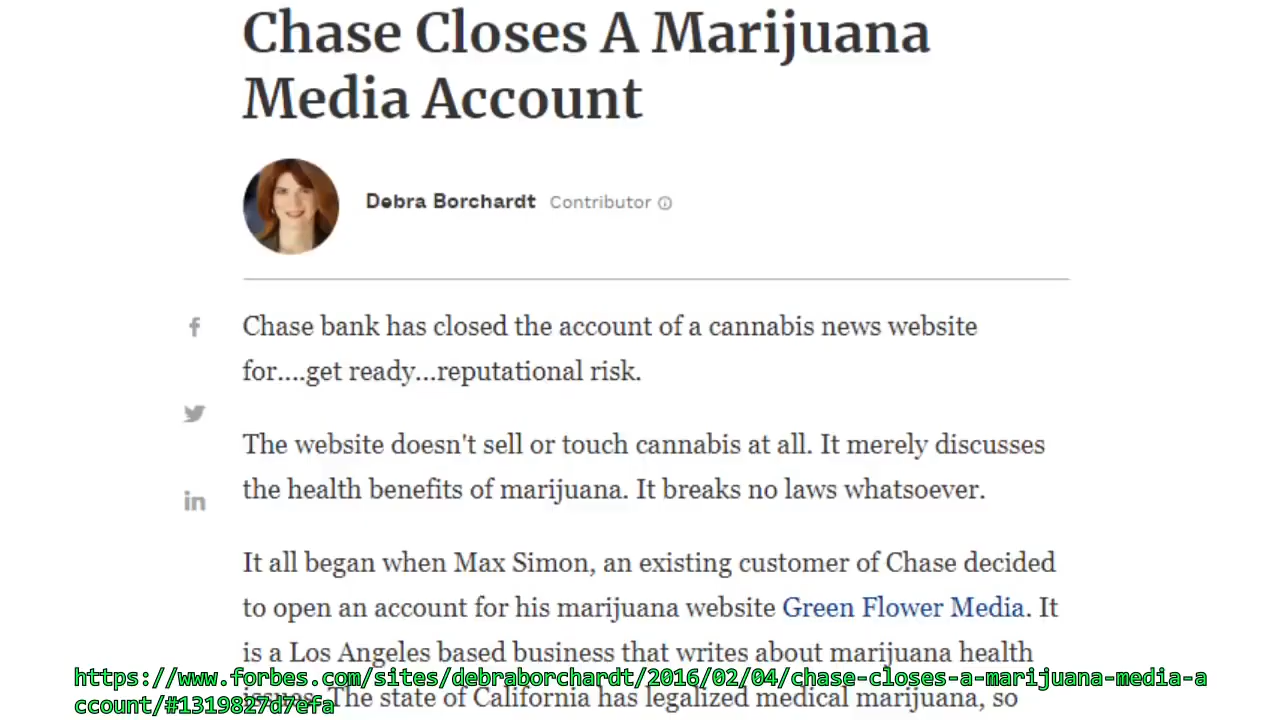 Chase Closes A Marijuana
Media Account
Debra Borchardt Contributor
Chase bank has closed the account of a cannabis news website
for....get ready...reputational risk.
The website doesn't sell or touch cannabis at all. It merely discusses
the health benefits of marijuana. It breaks no laws whatsoever.
It all began when Max Simon, an existing customer of Chase decided
to open an account for his marijuana website Green Flower Media. It
is a Los Angeles based business that writes about marijuana health
The state of California has legalized medical marijuana, so
https://www.forbes.com/sites/debraborchardt/2016/02/04/chase-closes-a-marijuana-media-a
ccount/#1319827d7efa